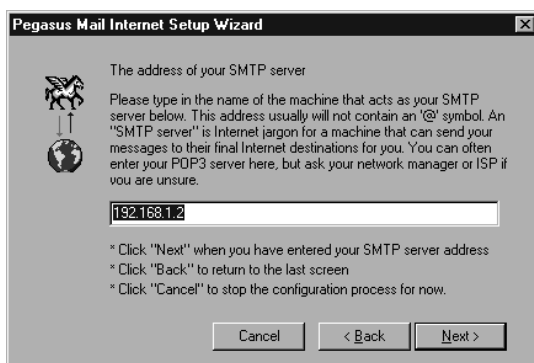 Pegasus Mail Internet Setup Wizard
The address of your SMTP server
Please type in the name of the machine that acts as your SMTP
server below. This address usually will not contain an '@' symbol. An
"SMTP server" is Internet jargon for a machine that can send your
messages to their final Internet destinations for you. You can often
enter your POP3 server here, but ask your network manager or ISP if
you are unsure.
192.168.1.2
* Click "Next" when you have entered your SMTP server address
* Click "Back" to return to the last screen
* Click "Cancel" to stop the configuration process for now.
Cancel < Back Next >